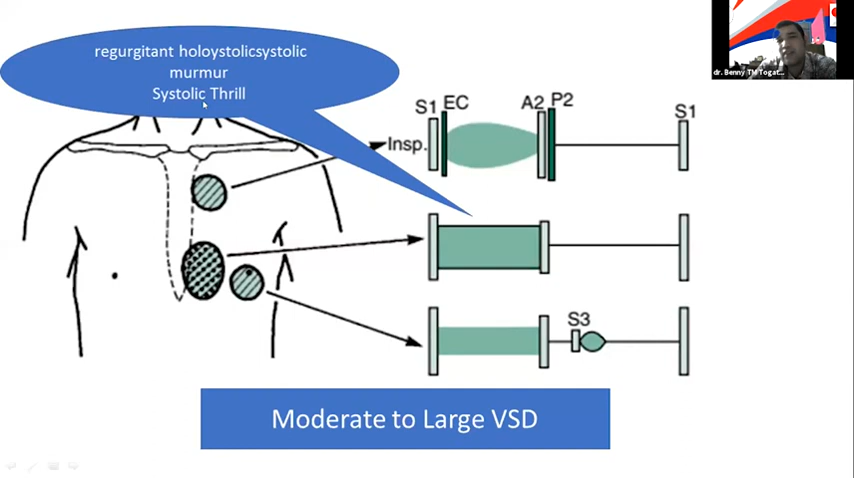 regurgitant holoystolicsystolic
murmur
Systolic Thrill
dr. Benny TM Togat...
S1 EC A2 P2 S1
Insp.
S3
Moderate to Large VSD